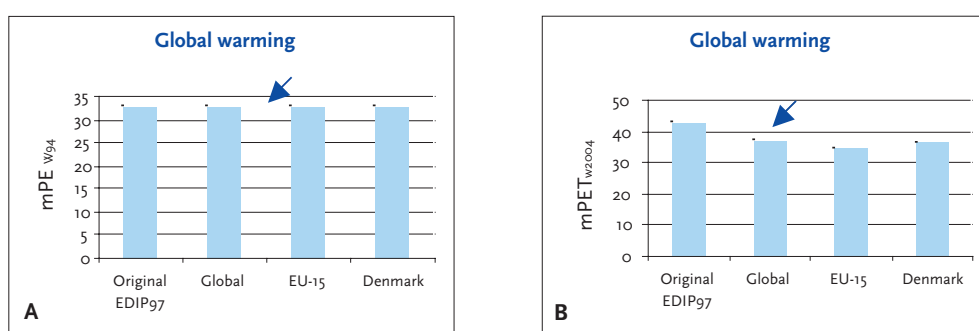 Global warming
mPE w94
35
30
25
20
15
10
5
0
Original EDIP97
Global
EU-15
Denmark
A
Global warming
mPET w2004
50
40
30
20
10
0
Original EDIP97
Global
EU-15
Denmark
B